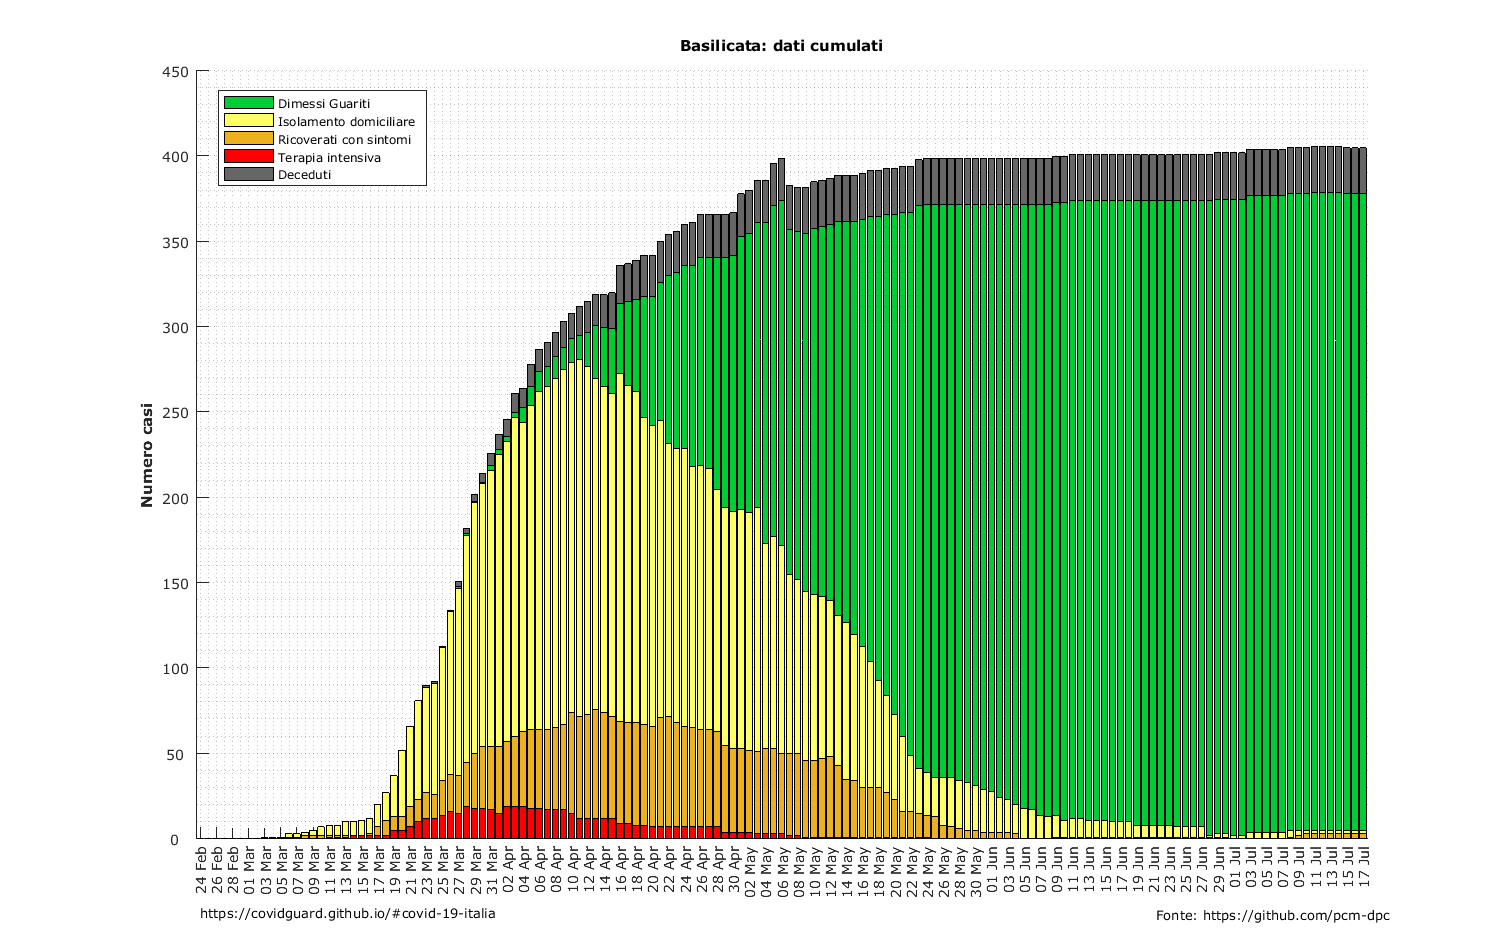 Basilicata: dati cumulati
450
400
350
300
250
200
150
100
50
0
Numero casi
Dimessi Guariti
Isolamento domiciliare
Ricoverati con sintomi
Terapia intensiva
Deceduti
24 Feb
26 Feb
28 Feb
01 Mar
03 Mar
05 Mar
07 Mar
09 Mar
11 Mar
13 Mar
15 Mar
17 Mar
19 Mar
21 Mar
23 Mar
25 Mar
27 Mar
29 Mar
31 Mar
02 Apr
04 Apr
06 Apr
08 Apr
10 Apr
12 Apr
14 Apr
16 Apr
18 Apr
20 Apr
22 Apr
24 Apr
26 Apr
28 Apr
30 Apr
02 May
04 May
06 May
08 May
10 May
12 May
14 May
16 May
18 May
20 May
22 May
24 May
26 May
28 May
30 May
01 Jun
03 Jun
05 Jun
07 Jun
09 Jun
11 Jun
13 Jun
15 Jun
17 Jun
19 Jun
21 Jun
23 Jun
25 Jun
27 Jun
29 Jun
01 Jul
03 Jul
05 Jul
07 Jul
09 Jul
11 Jul
13 Jul
15 Jul
17 Jul
https://covidguard.github.io/#covid-19-italia
Fonte: https://github.com/pcm-dpc